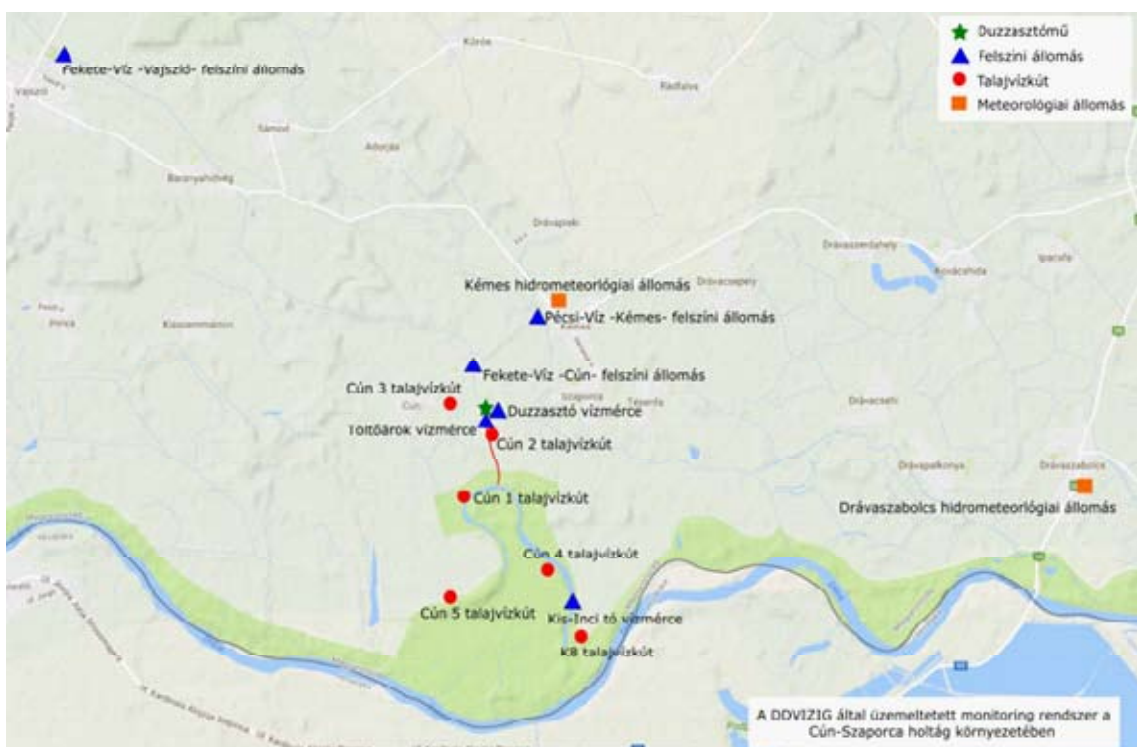 Duzzasztómű
Felszíni állomás
Talajvízkút
Meteorológiai állomás
Fekete-Víz -Vajszló- felszíni állomás
Vajszló
Kórós
Rádfalva
Sámod
Adorjás
Baranyahidvég
Drávapiski
Drávaszerdahely
Kovácshida
Ipacsfa
Kémes hidrometeorlógiai állomás
Drávacsepely
Pécsi-Víz -Kémes- felszíni állomás
Kémes
Kisszentmárton
Fekete-Víz -Cún- felszíni állomás
Cún 3 talajvízkút
Cún
Szaporca
Tésenfa
Duzzasztó vízmérce
Töltőárok vízmérce
Drávacsehi
Cún 2 talajvízkút
Drávapalkonya
Drávaszabolcs
Cún 1 talajvízkút
Drávaszabolcs hidrometeorlógiai állomás
Cún 4 talajvízkút
Cún 5 talajvízkút
Kis-Inci tó vízmérce
K8 talajvízkút
A DDVIZIG által üzemeltetett monitoring rendszer a
Cún-Szaporca holtág környezetében